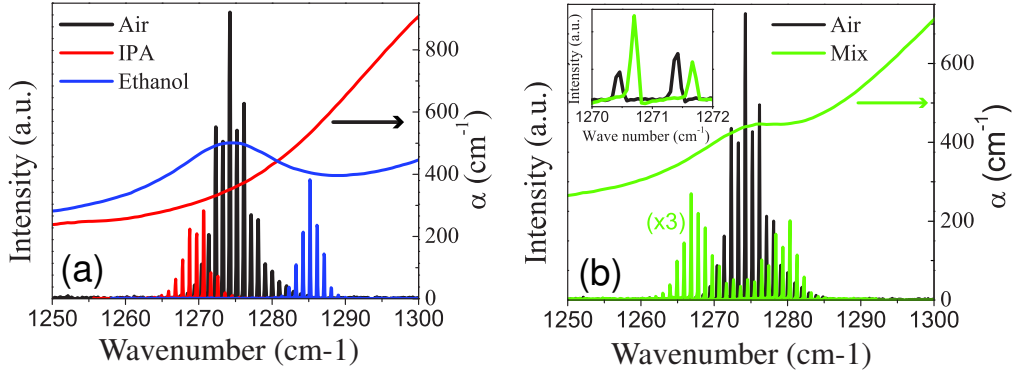 Air
IPA
Ethanol
(a)
Intensity (a.u.)
800
600
400
200
0
α (cm⁻¹)
1250 1260 1270 1280 1290 1300
Wavenumber (cm-1)
Intensity (a.u.)
1270 1271 1272
Wave number (cm⁻¹)
Air
Mix
(x3)
(b)
Intensity (a.u.)
600
400
200
0
α (cm⁻¹)
1250 1260 1270 1280 1290 1300
Wavenumber (cm-1)